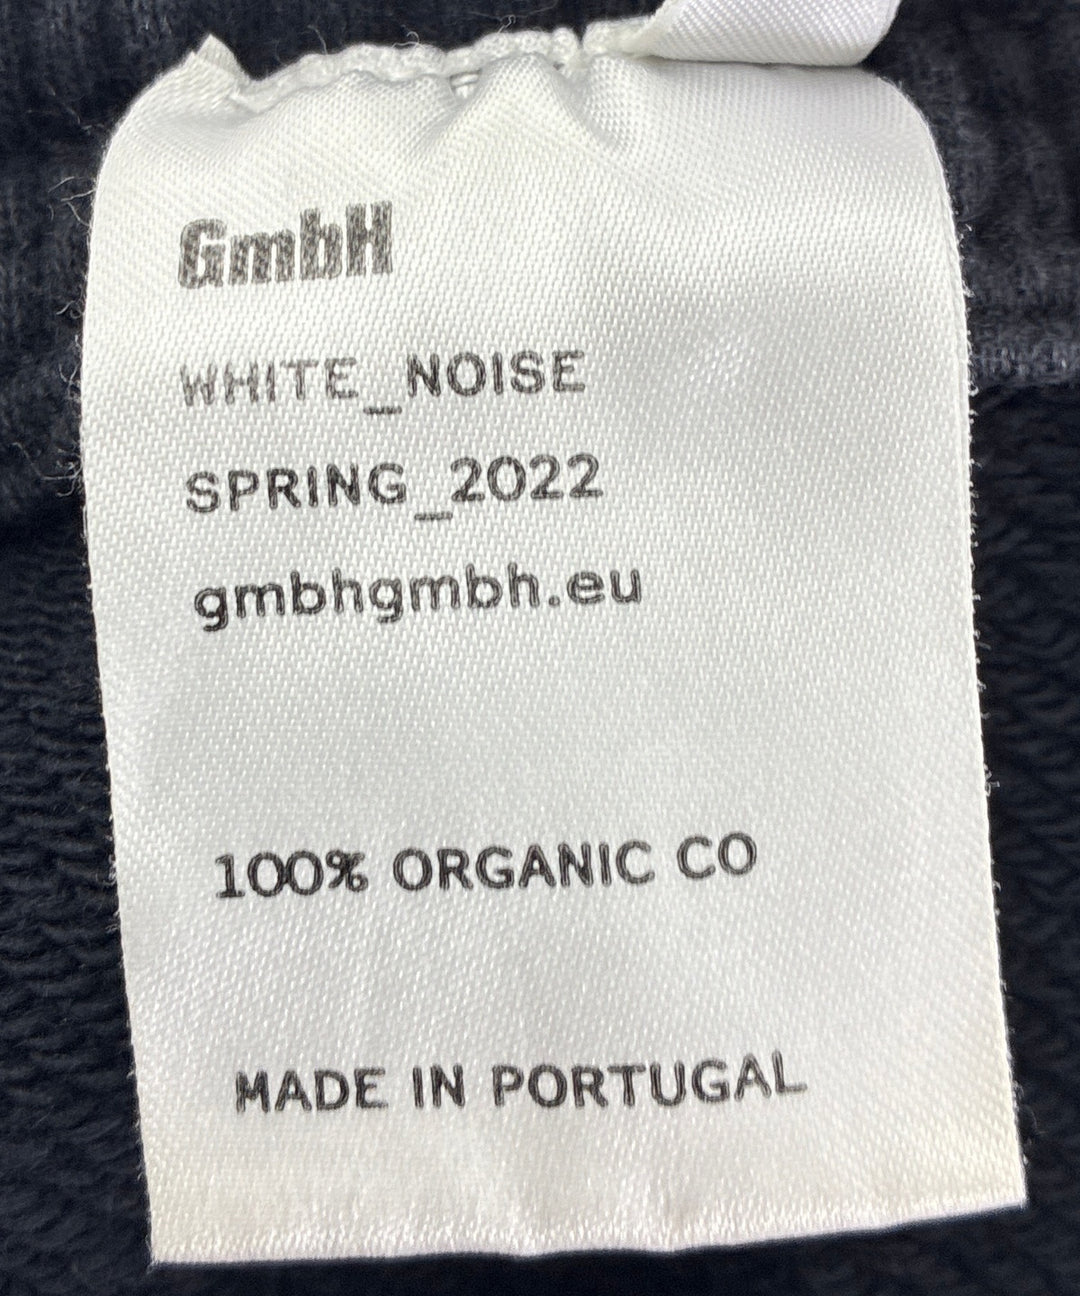 GmbH
WHITE_NOISE
SPRING_2022
gmbhgmbh.eu
100% ORGANIC CO
MADE IN PORTUGAL